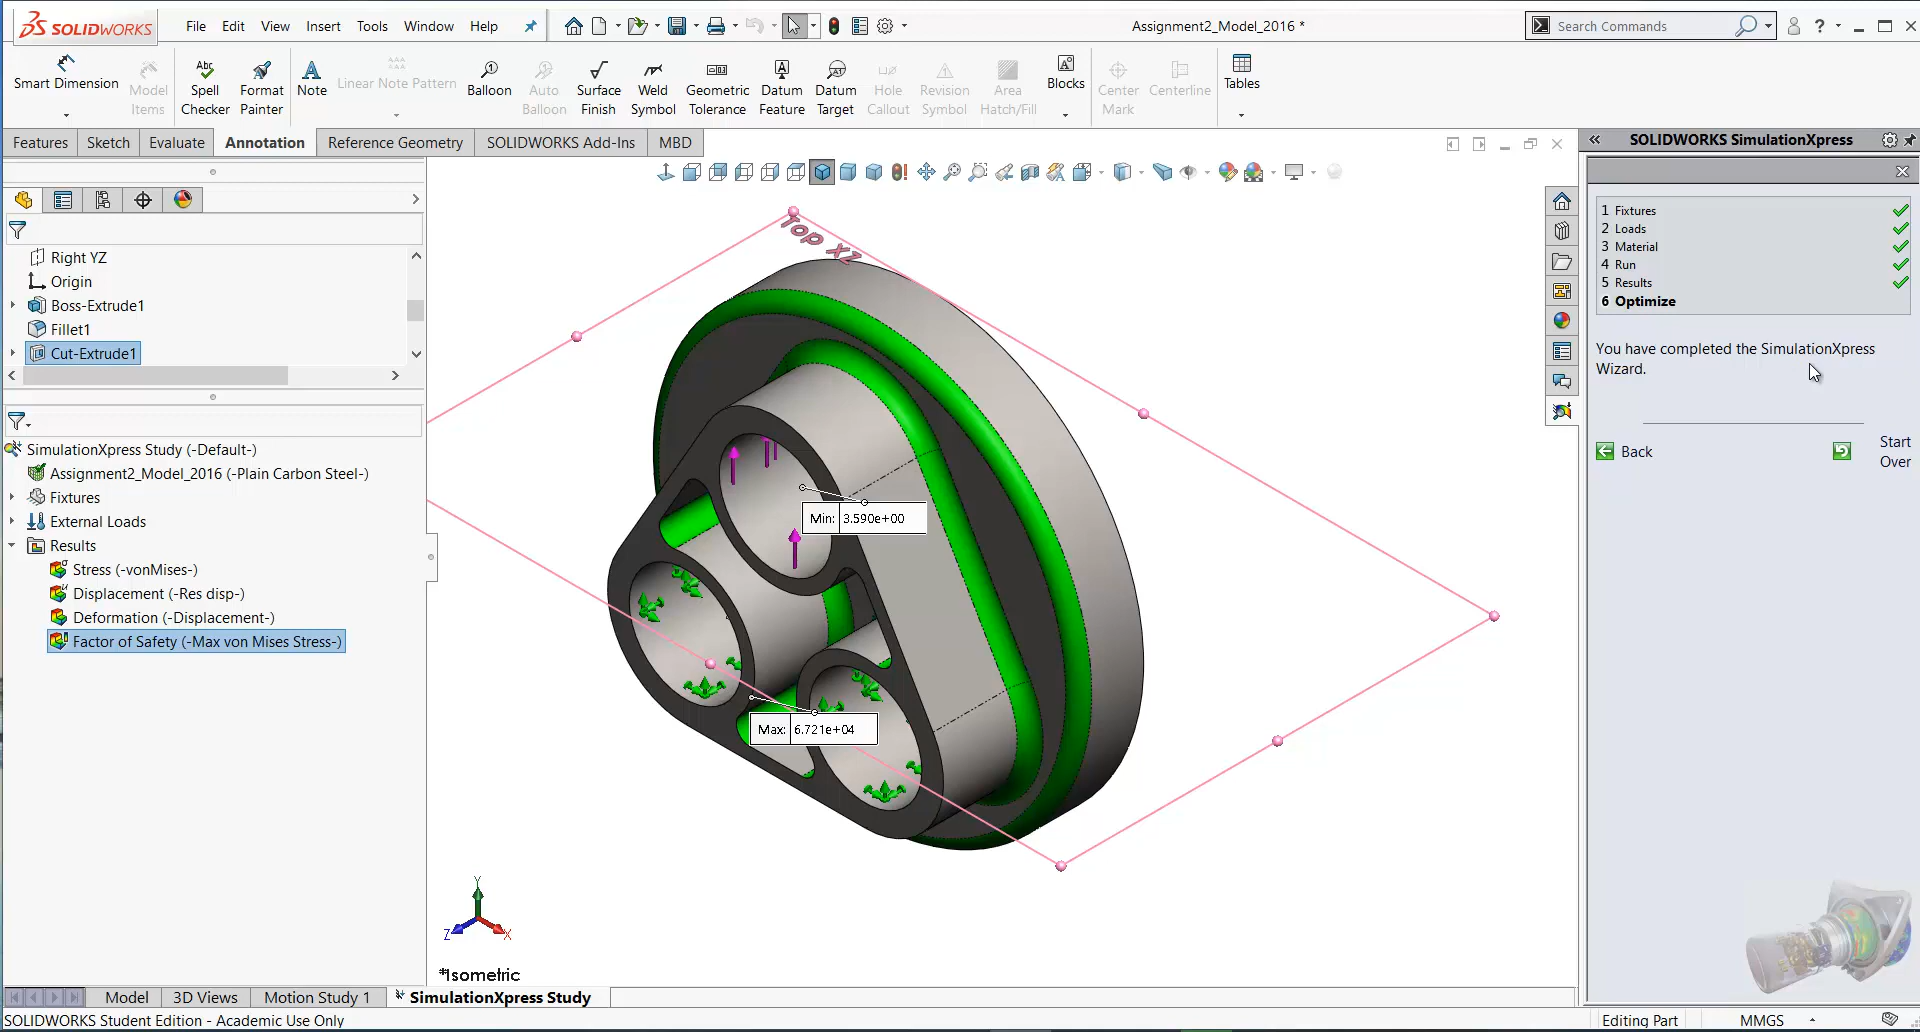 SOLIDWORKS
File Edit View Insert Tools Window Help
Assignment2_Model_2016 *
Search Commands
?
Smart Dimension
Model Items
Spell Checker
Format Painter
Note
Linear Note Pattern
Balloon
Auto Balloon
Surface Finish
Weld Symbol
Geometric Tolerance
Datum Feature
Datum Target
Hole Callout
Revision Symbol
Area Hatch/Fill
Blocks
Center Mark
Centerline
Tables
Features Sketch Evaluate Annotation Reference Geometry SOLIDWORKS Add-Ins MBD
Right YZ
Origin
Boss-Extrude1
Fillet1
Cut-Extrude1
SimulationXpress Study (-Default-)
Assignment2_Model_2016 (-Plain Carbon Steel-)
Fixtures
External Loads
Results
Stress (-vonMises-)
Displacement (-Res disp-)
Deformation (-Displacement-)
Factor of Safety (-Max von Mises Stress-)
Top XZ
Min: 3.590e+00
Max: 6.721e+04
Y
Z
X
*Isometric
SOLIDWORKS SimulationXpress
1 Fixtures
2 Loads
3 Material
4 Run
5 Results
6 Optimize
You have completed the SimulationXpress
Wizard.
Back
Start
Over
Model 3D Views Motion Study 1 SimulationXpress Study
SOLIDWORKS Student Edition - Academic Use Only
Editing Part MMGS